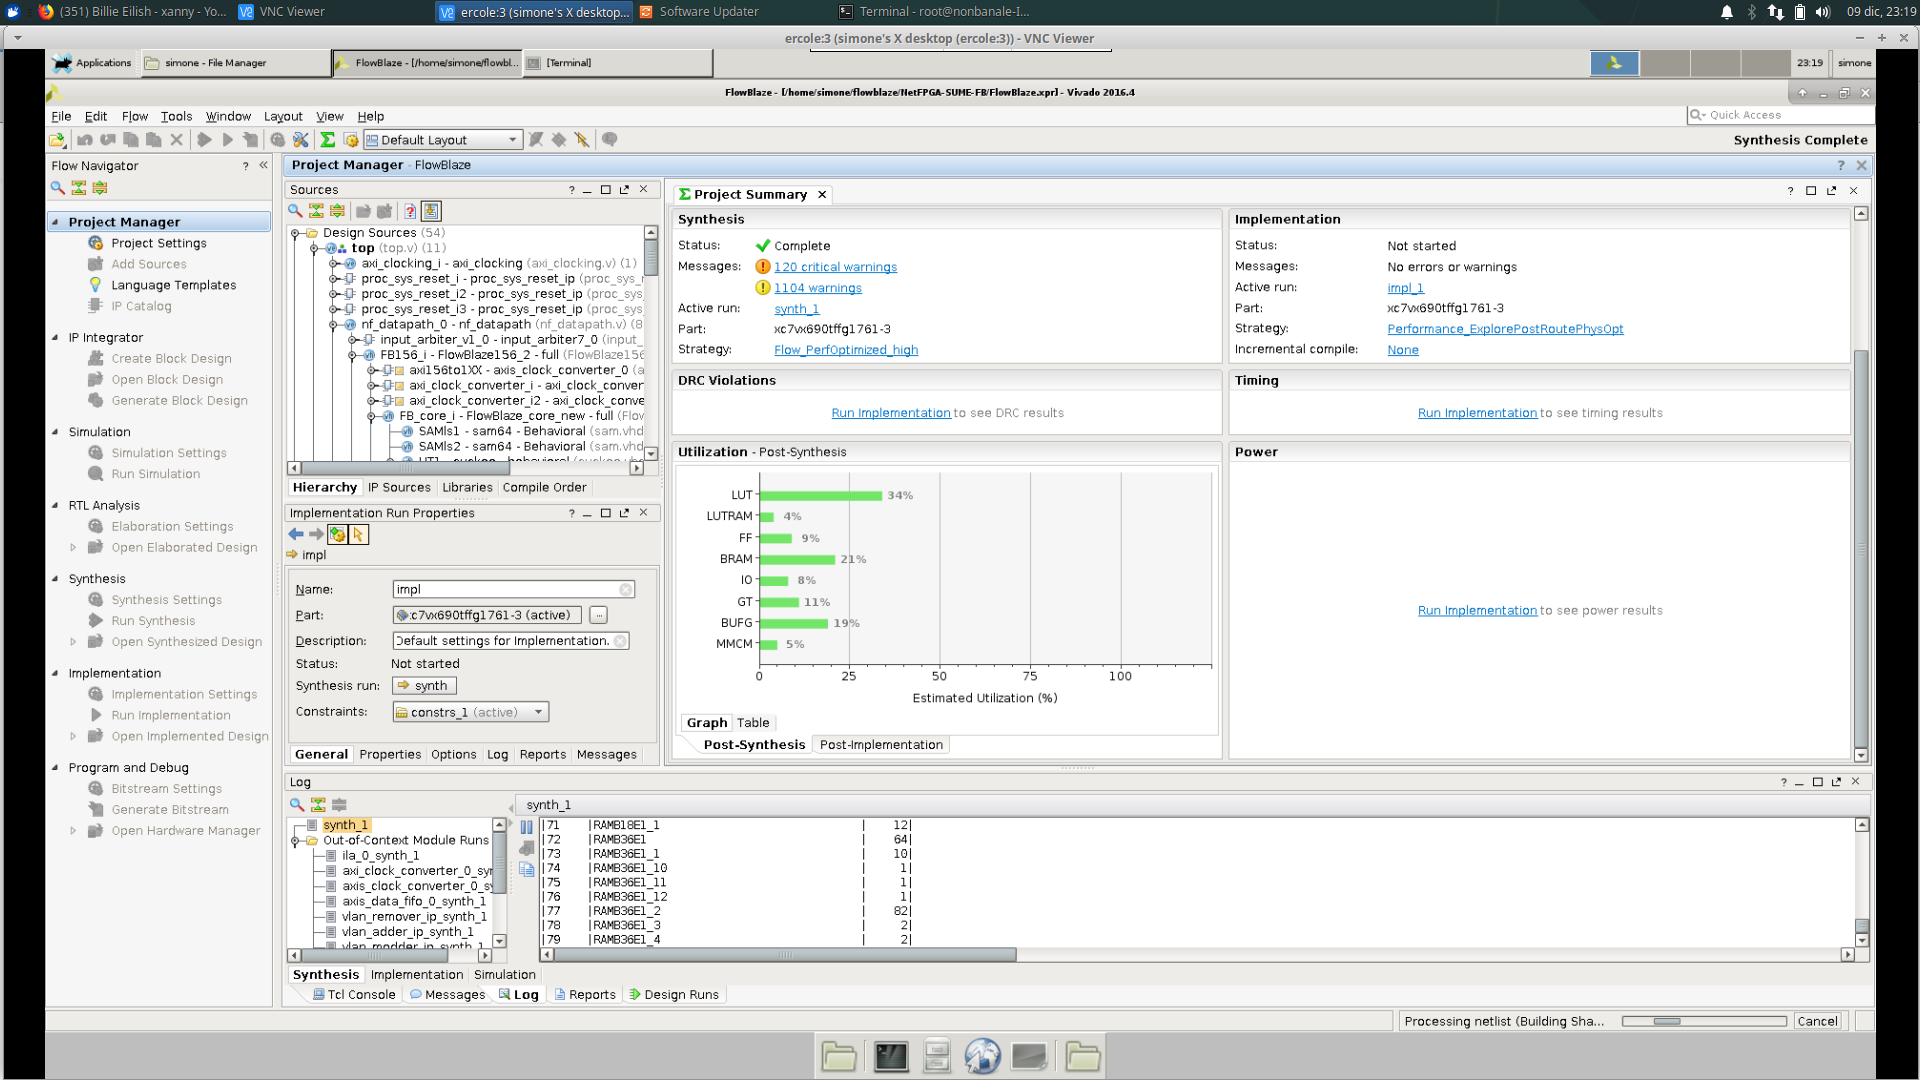 (351) Billie Eilish - xanny - Yo...
VNC Viewer
ercole:3 (simone's X desktop...
Software Updater
Terminal - root@nonbanale-l...
09 dic, 23:19
ercole:3 (simone's X desktop (ercole:3)) - VNC Viewer
Applications
simone - File Manager
FlowBlaze - [/home/simone/flowbl...
[Terminal]
23:19
simone
FlowBlaze - [/home/simone/flowblaze/NetFPGA-SUME-FB/FlowBlaze.xpr] - Vivado 2016.4
File Edit Flow Tools Window Layout View Help
Quick Access
Default Layout
Synthesis Complete
Flow Navigator
Project Manager
Project Settings
Add Sources
Language Templates
IP Catalog
IP Integrator
Create Block Design
Open Block Design
Generate Block Design
Simulation
Simulation Settings
Run Simulation
RTL Analysis
Elaboration Settings
Open Elaborated Design
Synthesis
Synthesis Settings
Run Synthesis
Open Synthesized Design
Implementation
Implementation Settings
Run Implementation
Open Implemented Design
Program and Debug
Bitstream Settings
Generate Bitstream
Open Hardware Manager
Project Manager - FlowBlaze
Sources
Design Sources (54)
top (top.v) (11)
axi_clocking_i - axi_clocking (axi_clocking.v) (1)
proc_sys_reset_i - proc_sys_reset_ip (proc_sys_r
proc_sys_reset_i2 - proc_sys_reset_ip (proc_sys_
proc_sys_reset_i3 - proc_sys_reset_ip (proc_sys_
nf_datapath_0 - nf_datapath (nf_datapath.v) (8
input_arbiter_v1_0 - input_arbiter7_0 (input_
FB156_i - FlowBlaze156_2 - full (FlowBlaze156
axi156to1XX - axis_clock_converter_0 (a
axi_clock_converter_i - axi_clock_conver
axi_clock_converter_i2 - axi_clock_conve
FB_core_i - FlowBlaze_core_new - full (Flov
SAMls1 - sam64 - Behavioral (sam.vhd
SAMls2 - sam64 - Behavioral (sam.vhd
Hierarchy IP Sources Libraries Compile Order
Implementation Run Properties
impl
Name: impl
Part: c7vx690tffg1761-3 (active)
Description: Default settings for Implementation.
Status: Not started
Synthesis run: synth
Constraints: constrs_1 (active)
General Properties Options Log Reports Messages
Project Summary
Synthesis
Status: Complete
Messages: 120 critical warnings
1104 warnings
Active run: synth_1
Part: xc7vx690tffg1761-3
Strategy: Flow_PerfOptimized_high
Implementation
Status: Not started
Messages: No errors or warnings
Active run: impl_1
Part: xc7vx690tffg1761-3
Strategy: Performance_ExplorePostRoutePhysOpt
Incremental compile: None
DRC Violations
Run Implementation to see DRC results
Timing
Run Implementation to see timing results
Utilization - Post-Synthesis
LUT 34%
LUTRAM 4%
FF 9%
BRAM 21%
IO 8%
GT 11%
BUFG 19%
MMCM 5%
0 25 50 75 100
Estimated Utilization (%)
Graph Table
Post-Synthesis Post-Implementation
Power
Run Implementation to see power results
Log
synth_1
Out-of-Context Module Runs
ila_0_synth_1
axi_clock_converter_0_syn
axis_clock_converter_0_sy
axis_data_fifo_0_synth_1
vlan_remover_ip_synth_1
vlan_adder_ip_synth_1
vlan_modder_ip_synth_1
synth_1
|71 |RAMB18E1_1 | 12|
|72 |RAMB36E1 | 64|
|73 |RAMB36E1_1 | 10|
|74 |RAMB36E1_10 | 1|
|75 |RAMB36E1_11 | 1|
|76 |RAMB36E1_12 | 1|
|77 |RAMB36E1_2 | 82|
|78 |RAMB36E1_3 | 2|
|79 |RAMB36E1_4 | 2|
Synthesis Implementation Simulation
Tcl Console Messages Log Reports Design Runs
Processing netlist (Building Sha...
Cancel